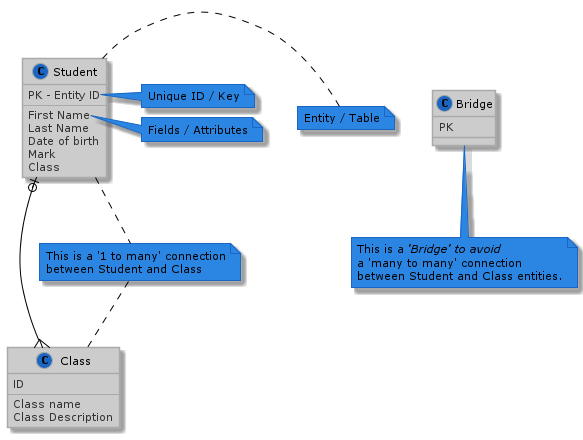 C Student
PK - Entity ID
First Name
Last Name
Date of birth
Mark
Class
Unique ID / Key
Fields / Attributes
Entity / Table
C Bridge
PK
This is a '1 to many' connection
between Student and Class
This is a 'Bridge' to avoid
a 'many to many' connection
between Student and Class entities.
C Class
ID
Class name
Class Description